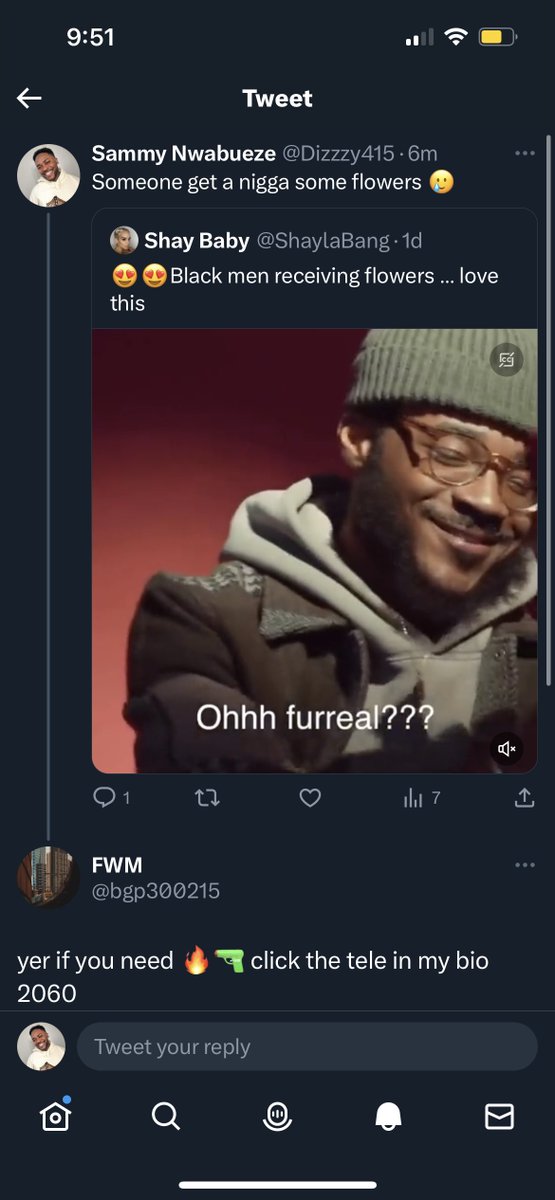 9:51
Tweet
Sammy Nwabueze @Dizzzy415 · 6m
Someone get a nigga some flowers 🥲
Shay Baby @ShaylaBang · 1d
😍😍Black men receiving flowers ... love
this
Ohhh furreal???
1
7
FWM
@bgp300215
yer if you need 🔥🔫 click the tele in my bio
2060
Tweet your reply